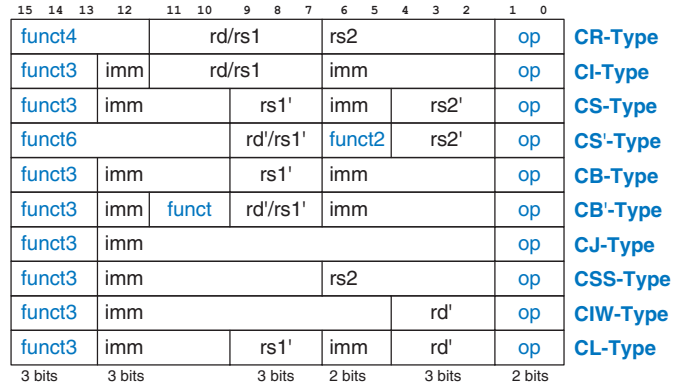 15 14 13 12 11 10 9 8 7 6 5 4 3 2 1 0
funct4 rd/rs1 rs2 op CR-Type
funct3 imm rd/rs1 imm op CI-Type
funct3 imm rs1' imm rs2' op CS-Type
funct6 rd'/rs1' funct2 rs2' op CS'-Type
funct3 imm rs1' imm op CB-Type
funct3 imm funct rd'/rs1' imm op CB'-Type
funct3 imm op CJ-Type
funct3 imm rs2 op CSS-Type
funct3 imm rd' op CIW-Type
funct3 imm rs1' imm rd' op CL-Type
3 bits 3 bits 3 bits 2 bits 3 bits 2 bits